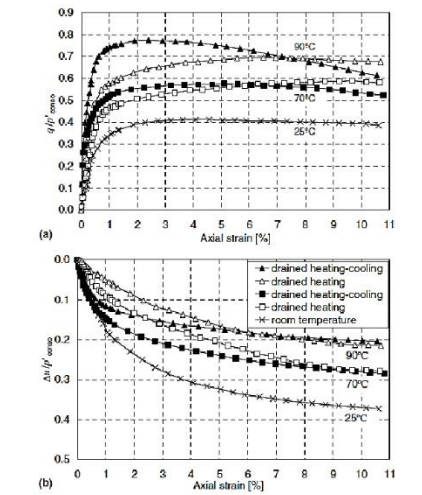 0.9
0.8
0.7
0.6
0.5
0.4
0.3
0.2
0.1
0.0
q/p'conso
90°C
70°C
25°C
0 1 2 3 4 5 6 7 8 9 10 11
Axial strain [%]
(a)
0.0
0.1
0.2
0.3
0.4
0.5
Δu/p'conso
drained heating-cooling
drained heating
drained heating-cooling
drained heating
room temperature
90°C
70°C
25°C
0 1 2 3 4 5 6 7 8 9 10 11
Axial strain [%]
(b)